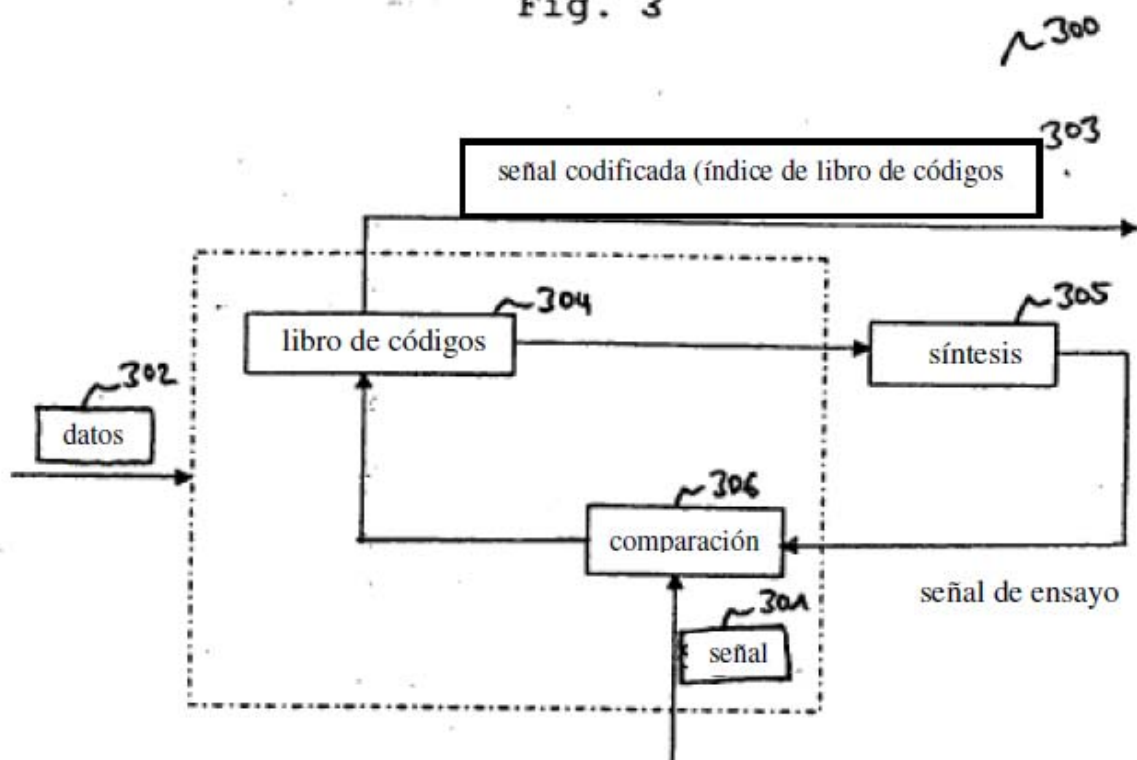 Fig. 3
300
303
señal codificada (índice de libro de códigos
304
libro de códigos
305
síntesis
302
datos
306
comparación
señal de ensayo
301
señal